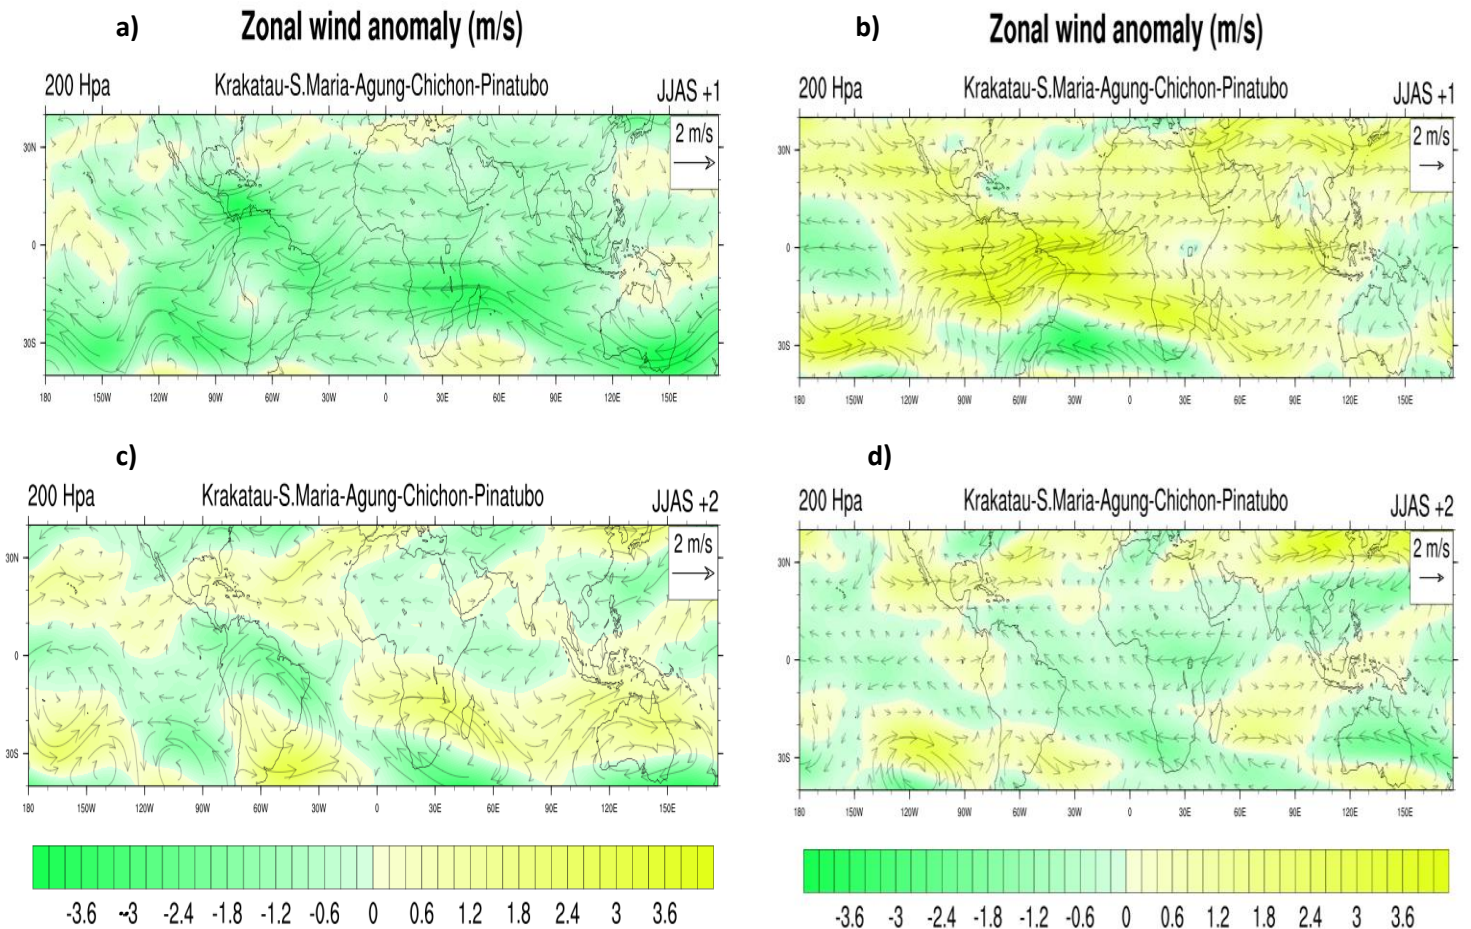 a)
Zonal wind anomaly (m/s)
200 Hpa
Krakatau-S.Maria-Agung-Chichon-Pinatubo
JJAS +1
2 m/s
30N
0
30S
180 150W 120W 90W 60W 30W 0 30E 60E 90E 120E 150E
b)
Zonal wind anomaly (m/s)
200 Hpa
Krakatau-S.Maria-Agung-Chichon-Pinatubo
JJAS +1
2 m/s
30N
0
30S
0
180 150W 120W 90W 60W 30W 0 30E 60E 90E 120E 150E
c)
200 Hpa
Krakatau-S.Maria-Agung-Chichon-Pinatubo
JJAS +2
2 m/s
30N
0
30S
180 150W 120W 90W 60W 30W 0 30E 60E 90E 120E 150E
d)
200 Hpa
Krakatau-S.Maria-Agung-Chichon-Pinatubo
JJAS +2
2 m/s
30N
0
30S
180 150W 120W 90W 60W 30W 0 30E 60E 90E 120E 150E
-3.6 -3 -2.4 -1.8 -1.2 -0.6 0 0.6 1.2 1.8 2.4 3 3.6
-3.6 -3 -2.4 -1.8 -1.2 -0.6 0 0.6 1.2 1.8 2.4 3 3.6